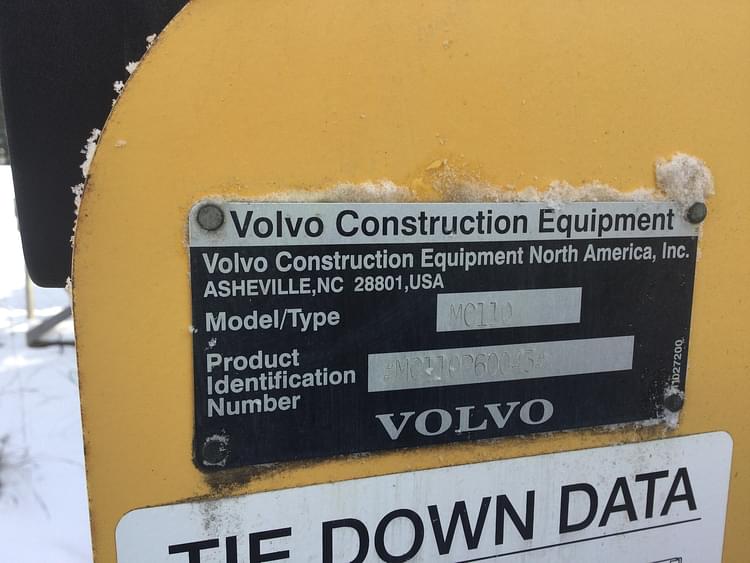 Volvo Construction Equipment
Volvo Construction Equipment North America, Inc.
ASHEVILLE,NC 28801,USA
Model/Type MC110
Product
Identification
Number
VOLVO
TIE DOWN DATA